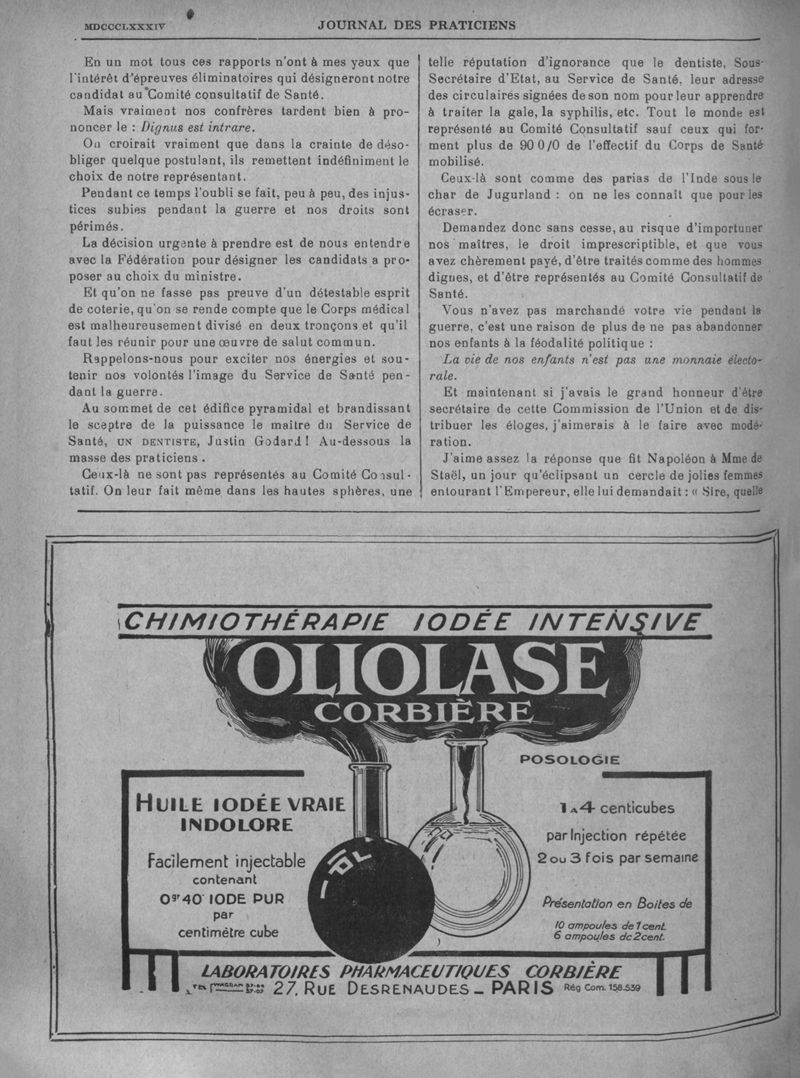 MDCCCLXXXIV
JOURNAL DES PRATICIENS
En un mot tous ces rapports n'ont à mes yeux que
l'intérêt d'épreuves éliminatoires qui désigneront notre
candidat au Comité consultatif de Santé.
Mais vraiment nos confrères tardent bien à pro-
noncer le : Dignus est intrare.
On croirait vraiment que dans la crainte de déso-
bliger quelque postulant, ils remettent indéfiniment le
choix de notre représentant.
Pendant ce temps l'oubli se fait, peu à peu, des injus-
tices subies pendant la guerre et nos droits sont
périmés.
La décision urgente à prendre est de nous entendre
avec la Fédération pour désigner les candidats a pro-
poser au choix du ministre.
Et qu'on ne fasse pas preuve d'un détestable esprit
de coterie, qu'on se rende compte que le Corps médical
est malheureusement divisé en deux tronçons et qu'il
faut les réunir pour une œuvre de salut commun.
Rappelons-nous pour exciter nos énergies et sou-
tenir nos volontés l'image du Service de Santé pen-
dant la guerre.
Au sommet de cet édifice pyramidal et brandissant
le sceptre de la puissance le maître du Service de
Santé, UN DENTISTE, Justin Godard ! Au-dessous la
masse des praticiens .
Ceux-là ne sont pas représentés au Comité Consul-
tatif. On leur fait même dans les hautes sphères, une
telle réputation d'ignorance que le dentiste, Sous-
Secrétaire d'Etat, au Service de Santé, leur adresse
des circulaires signées de son nom pour leur apprendre
à traiter la gale, la syphilis, etc. Tout le monde est
représenté au Comité Consultatif sauf ceux qui for-
ment plus de 90 0/0 de l'effectif du Corps de Santé
mobilisé.
Ceux-là sont comme des parias de l'Inde sous le
char de Jugurland : on ne les connaît que pour les
écraser.
Demandez donc sans cesse, au risque d'importuner
nos maîtres, le droit imprescriptible, et que vous
avez chèrement payé, d'être traités comme des hommes
dignes, et d'être représentés au Comité Consultatif de
Santé.
Vous n'avez pas marchandé votre vie pendant la
guerre, c'est une raison de plus de ne pas abandonner
nos enfants à la féodalité politique :
La vie de nos enfants n'est pas une monnaie électo-
rale.
Et maintenant si j'avais le grand honneur d'être
secrétaire de cette Commission de l'Union et de dis-
tribuer les éloges, j'aimerais à le faire avec modé-
ration.
J'aime assez la réponse que fit Napoléon à Mme de
Staël, un jour qu'éclipsant un cercle de jolies femmes
entourant l'Empereur, elle lui demandait : « Sire, quelle
CHIMIOTHÉRAPIE IODÉE INTENSIVE
OLIOLASE
CORBIÈRE
HUILE IODÉE VRAIE
INDOLORE
Facilement injectable
contenant
0gr40 IODE PUR
par
centimètre cube
POSOLOGIE
1 A 4 centicubes
par Injection répétée
2 ou 3 fois par semaine
Présentation en Boites de
10 ampoules de 1 cent.
6 ampoules de 2 cent.
LABORATOIRES PHARMACEUTIQUES CORBIÈRE
TEL WAGRAM 27, RUE DESRENAUDES _ PARIS Rég Com. 158.539